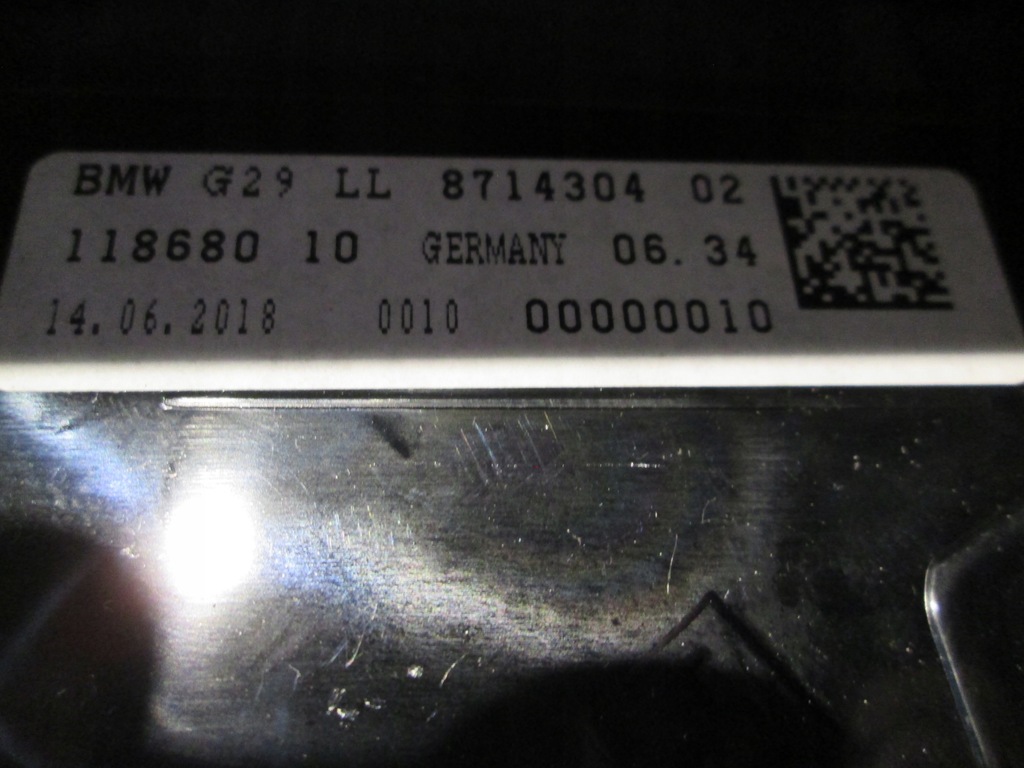 BMW G29 LL 8714304 02
118680 10 GERMANY 06.34
14.06.2018 0010 00000010